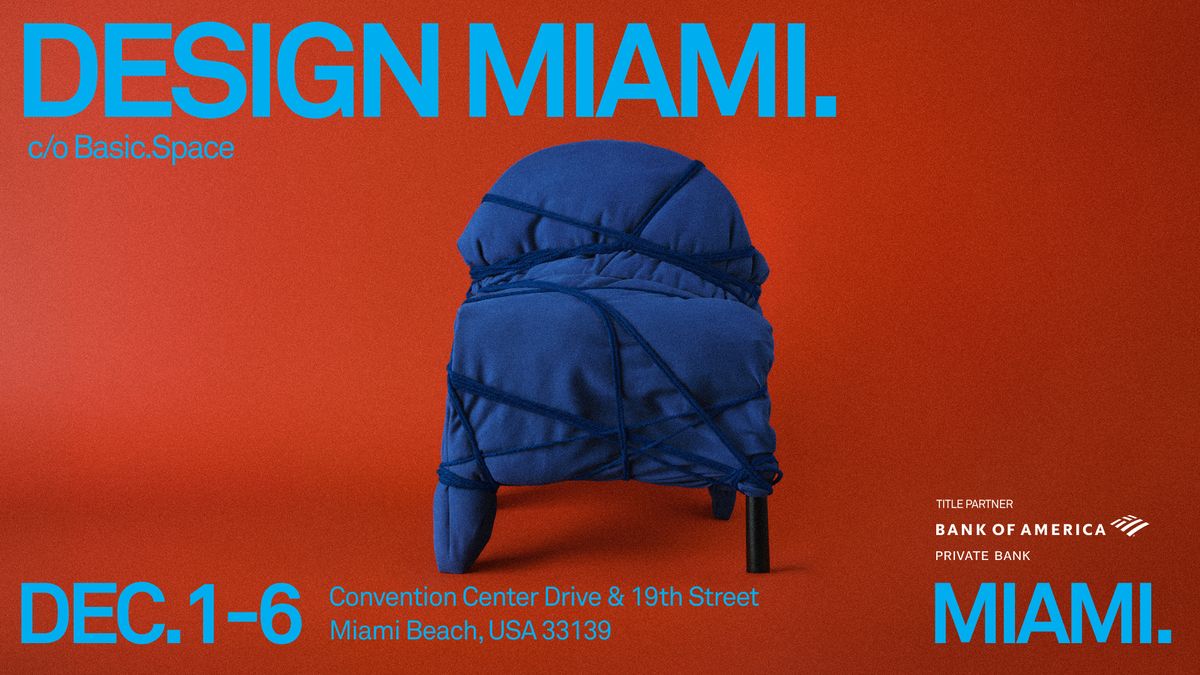 DESIGN MIAMI.
c/o Basic.Space
TITLE PARTNER
BANK OF AMERICA
PRIVATE BANK
DEC.1–6
Convention Center Drive & 19th Street
Miami Beach, USA 33139
MIAMI.